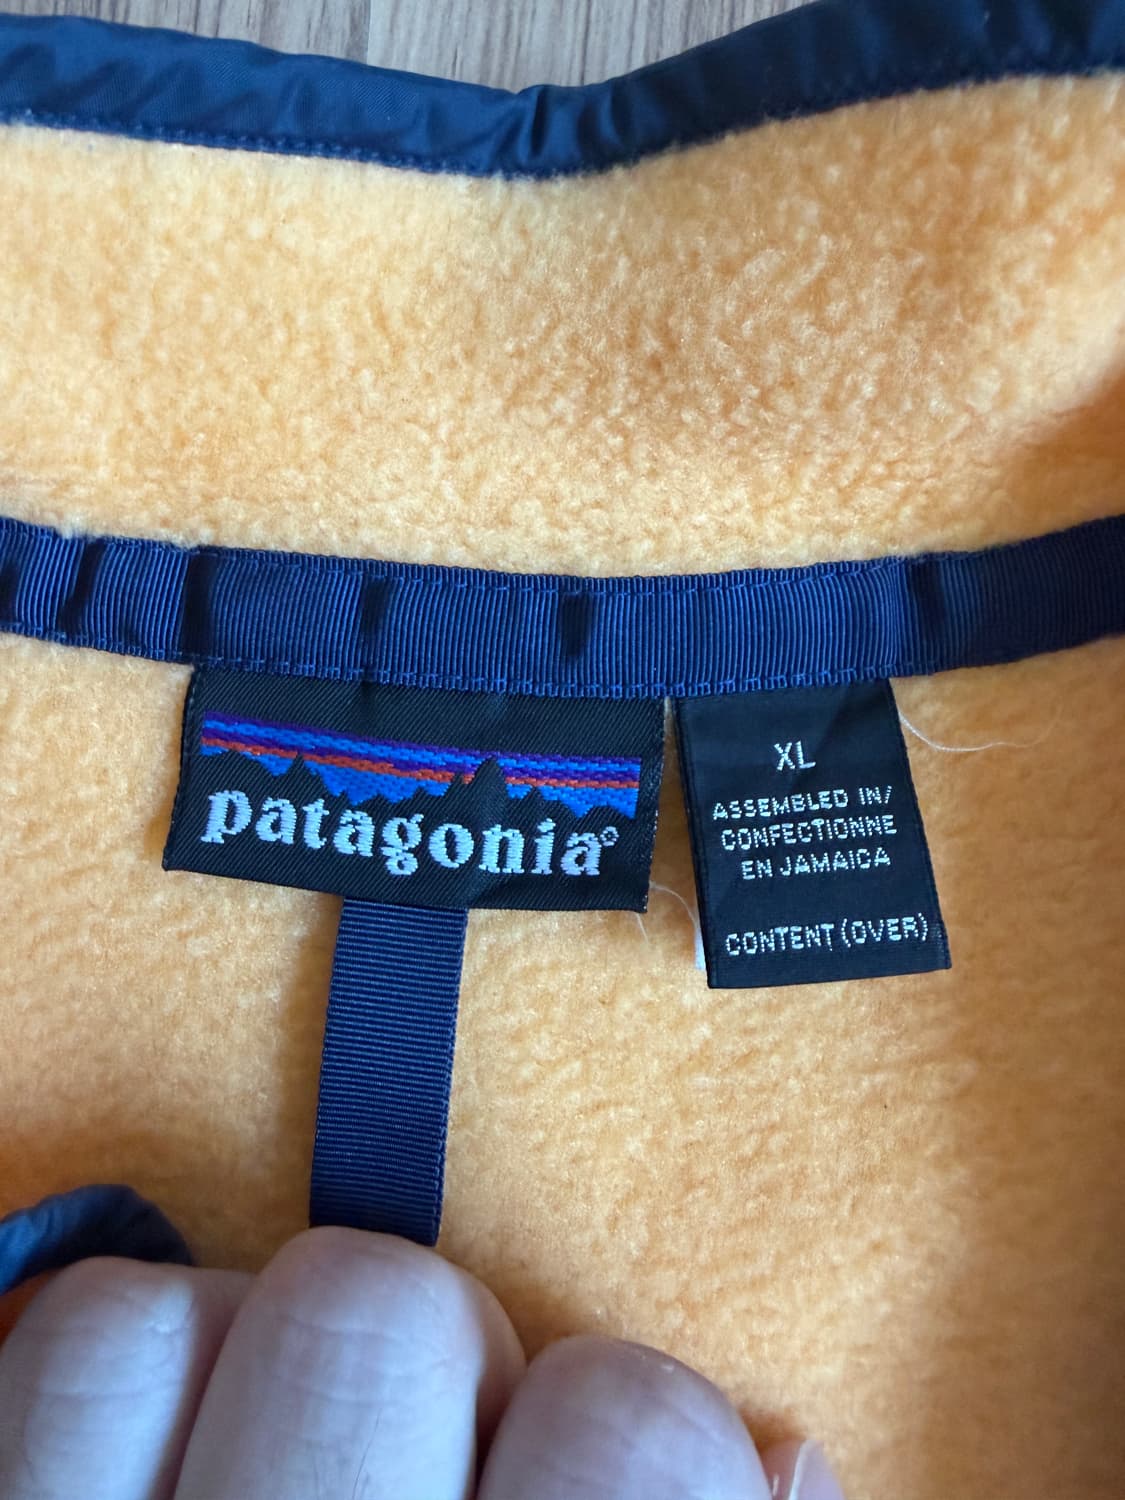 patagonia®
XL
ASSEMBLED IN/
CONFECTIONNE
EN JAMAICA
CONTENT (OVER)